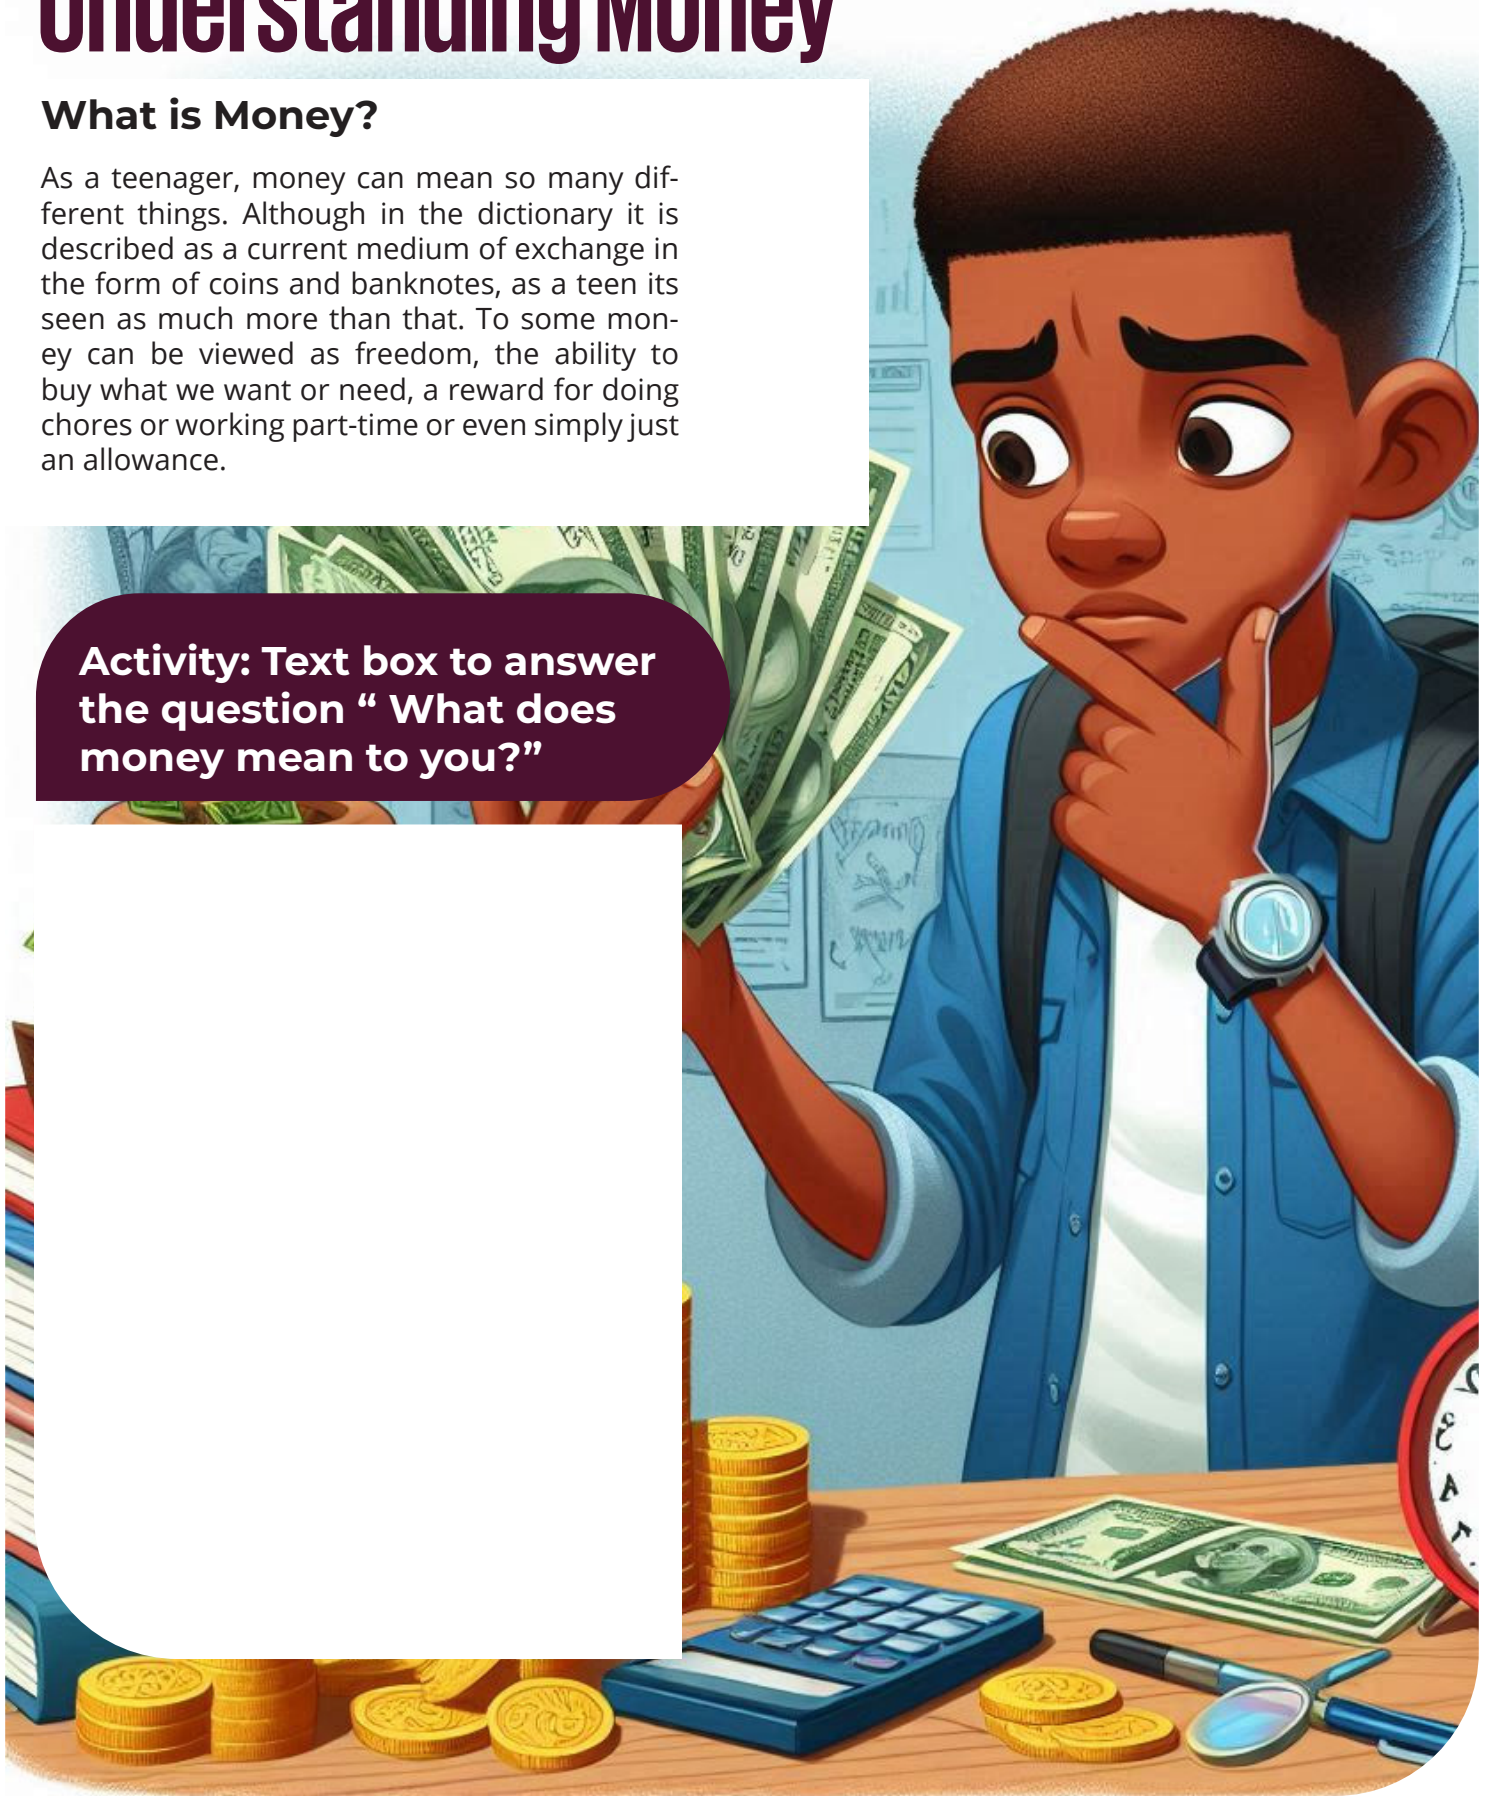 Understanding Money
What is Money?
As a teenager, money can mean so many dif-
ferent things. Although in the dictionary it is
described as a current medium of exchange in
the form of coins and banknotes, as a teen its
seen as much more than that. To some mon-
ey can be viewed as freedom, the ability to
buy what we want or need, a reward for doing
chores or working part-time or even simply just
an allowance.
Activity: Text box to answer
the question “ What does
money mean to you?”